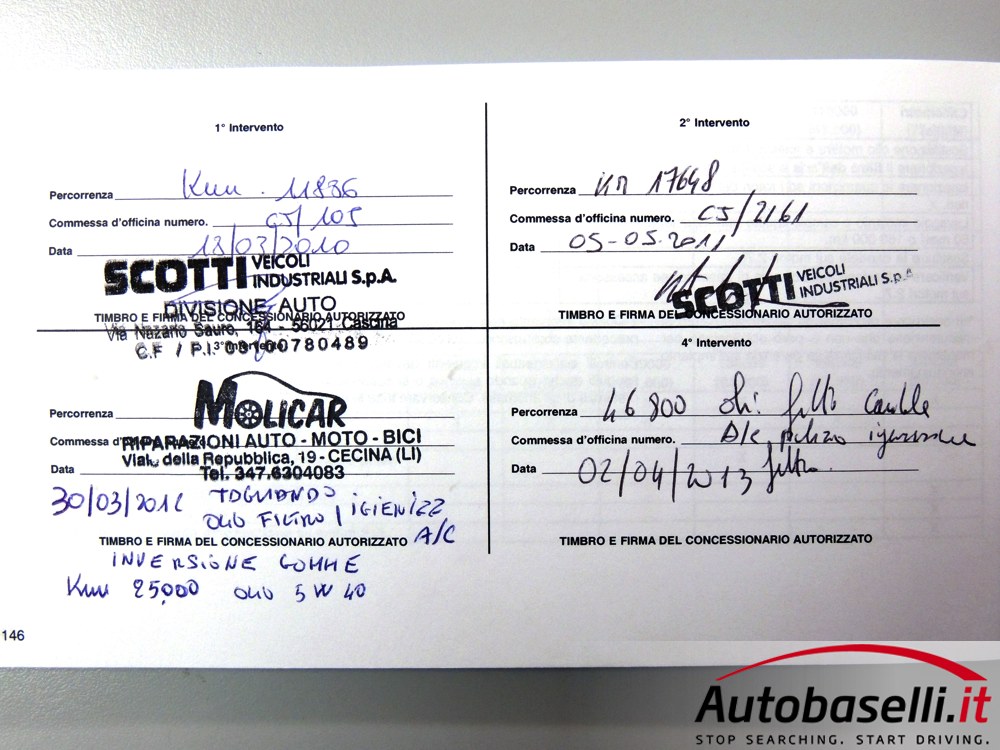 1° Intervento
Percorrenza Km. 11836
Commessa d'officina numero. C5/105
Data 18/03/2010
SCOTTI VEICOLI INDUSTRIALI S.p.A.
DIVISIONE AUTO
TIMBRO E FIRMA DEL CONCESSIONARIO AUTORIZZATO
Via Nazario Sauro, 164 - 56021 Cascina
C.F / P.I. 00780489
2° Intervento
Percorrenza Km 17648
Commessa d'officina numero. C5/2161
Data 05-05-2011
SCOTTI VEICOLI INDUSTRIALI S.p.A
TIMBRO E FIRMA DEL CONCESSIONARIO AUTORIZZATO
3° Intervento
MOLICAR
Percorrenza
Commessa d'officina numero.
RIPARAZIONI AUTO - MOTO - BICI
Viale della Repubblica, 19 - CECINA (LI)
Data
Tel. 347.6304083
30/03/2012 TAGLIANDO
OLIO FILTRO / IGIENIZZ
A/C
TIMBRO E FIRMA DEL CONCESSIONARIO AUTORIZZATO
INVERSIONE GOMME
Km 25,000 OLIO 5W40
4° Intervento
Percorrenza 46800 filtro
Commessa d'officina numero. A/C
Data 02/04/2013 filtro
TIMBRO E FIRMA DEL CONCESSIONARIO AUTORIZZATO
146
Autobaselli.it
STOP SEARCHING. START DRIVING.